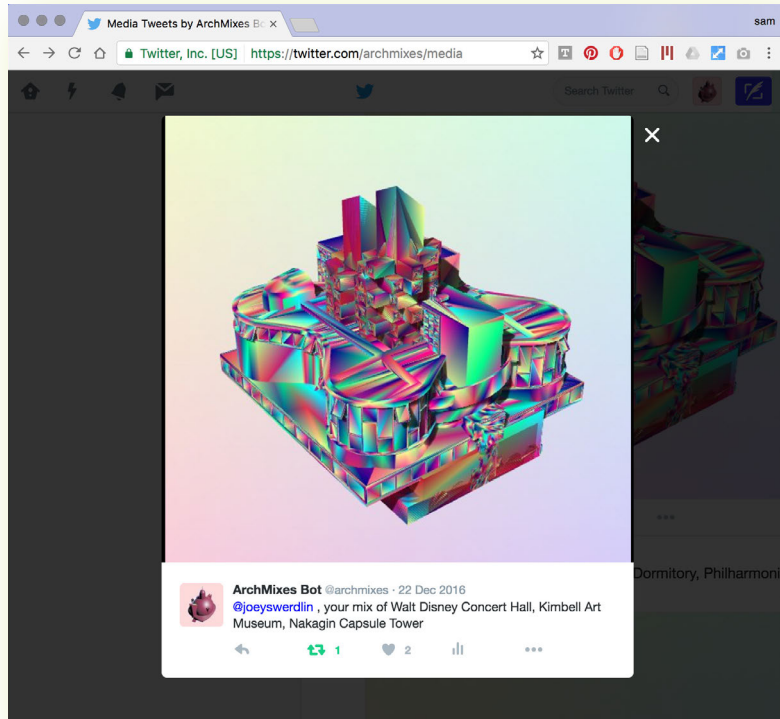 Media Tweets by ArchMixes Bo
sam
Twitter, Inc. [US] https://twitter.com/archmixes/media
Search Twitter
Dormitory, Philharmoni
ArchMixes Bot @archmixes · 22 Dec 2016
@joeyswerdlin , your mix of Walt Disney Concert Hall, Kimbell Art
Museum, Nakagin Capsule Tower
1
2